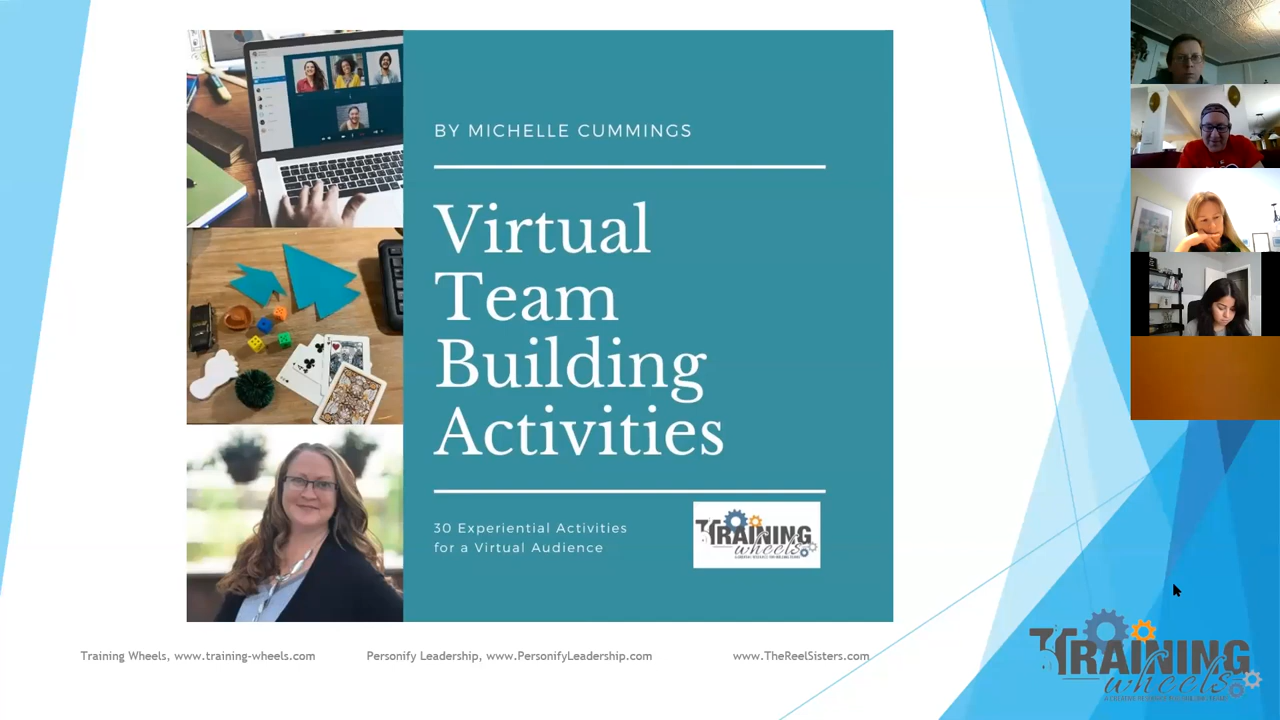 BY MICHELLE CUMMINGS
Virtual
Team
Building
Activities
30 Experiential Activities
for a Virtual Audience
TRAINING
wheels
Training Wheels, www.training-wheels.com
Personify Leadership, www.PersonifyLeadership.com
www.TheReelSisters.com
TRAINING
wheels